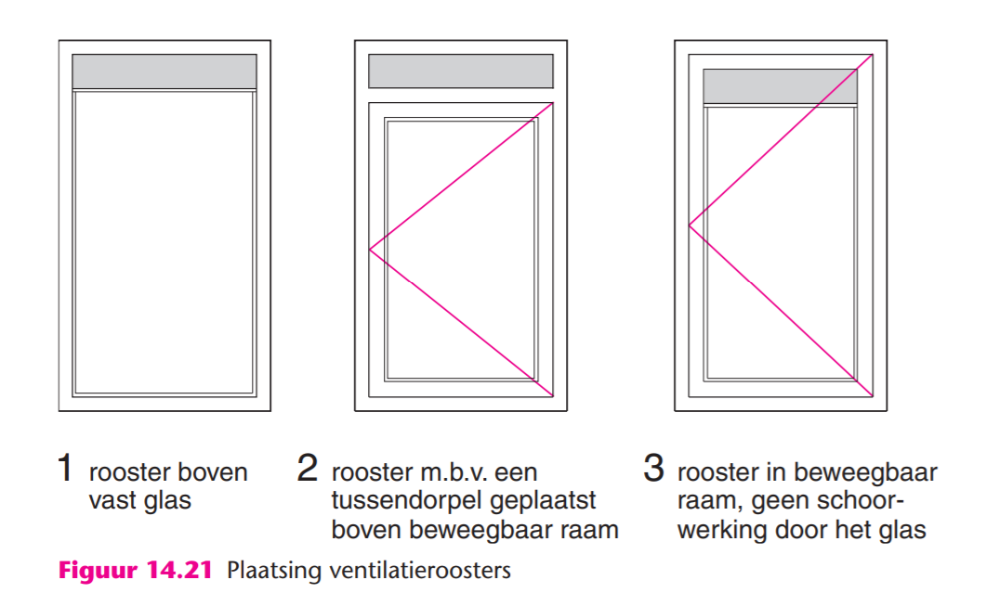 1 rooster boven
vast glas
2 rooster m.b.v. een
tussendorpel geplaatst
boven beweegbaar raam
3 rooster in beweegbaar
raam, geen schoor-
werking door het glas
Figuur 14.21 Plaatsing ventilatieroosters